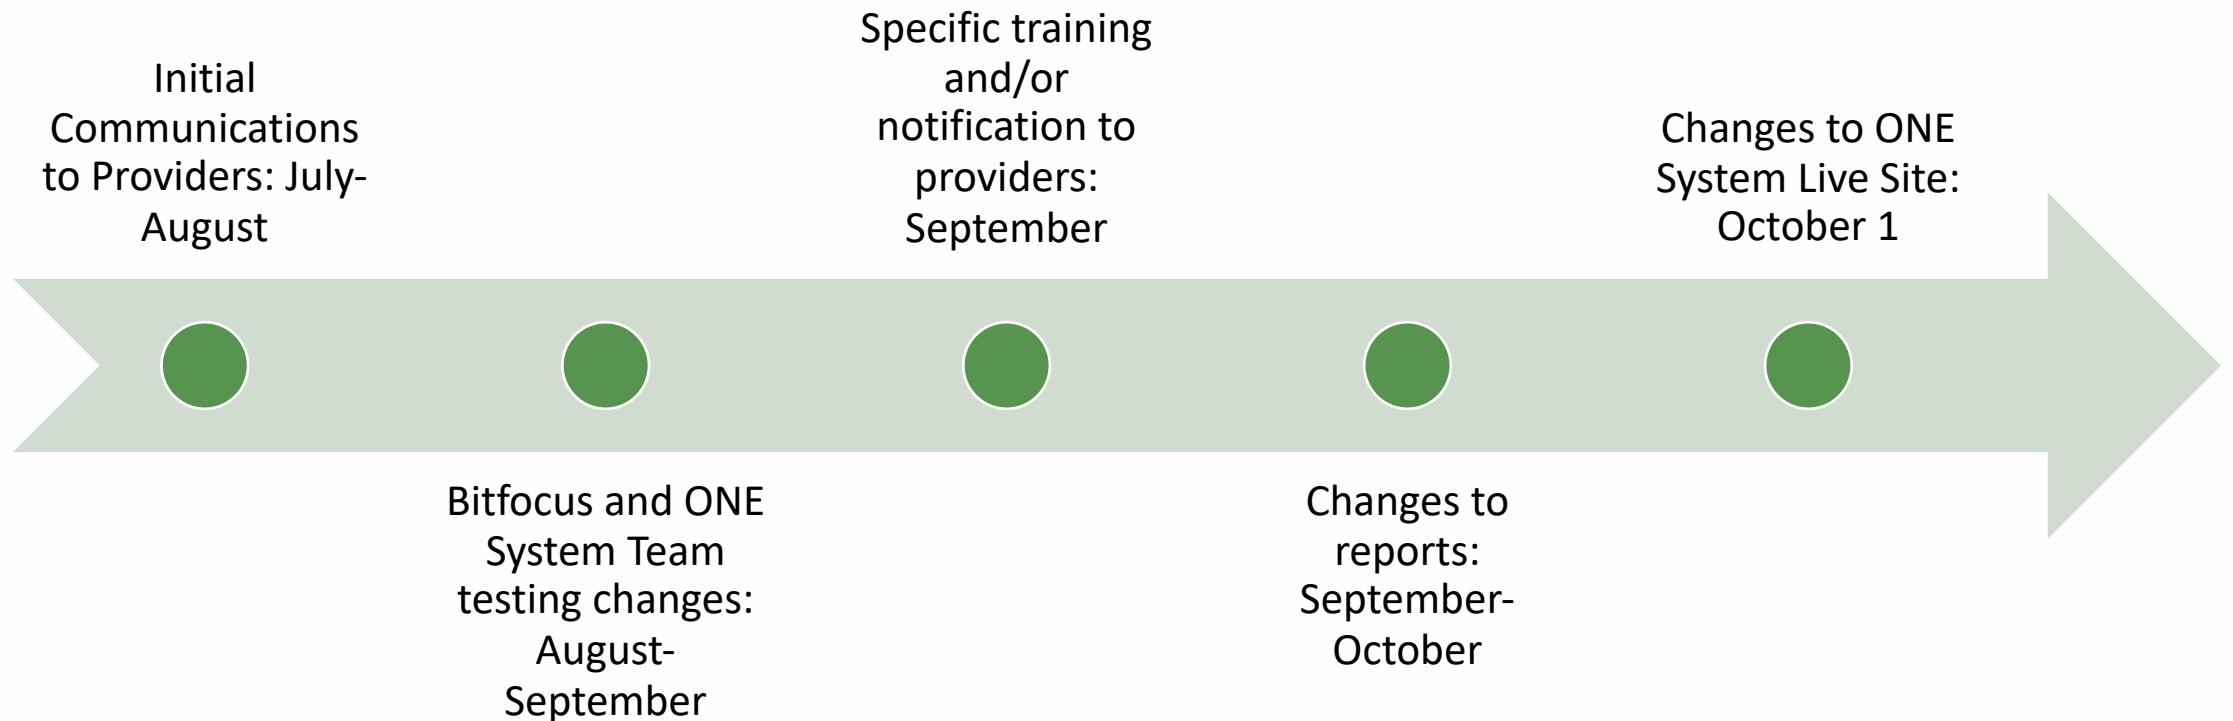 Initial
Communications
to Providers: July-
August
Bitfocus and ONE
System Team
testing changes:
August-
September
Specific training
and/or
notification to
providers:
September
Changes to
reports:
September-
October
Changes to ONE
System Live Site:
October 1